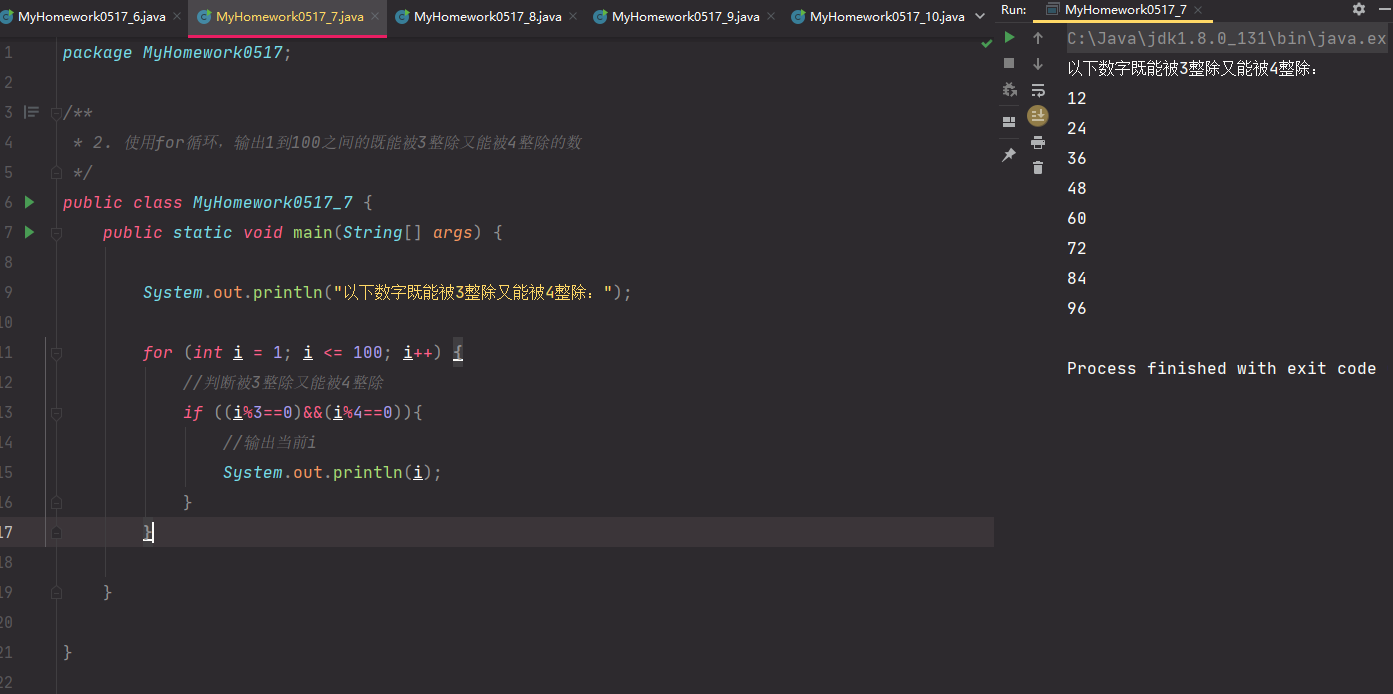 MyHomework0517_6.java
MyHomework0517_7.java
MyHomework0517_8.java
MyHomework0517_9.java
MyHomework0517_10.java
Run:
MyHomework0517_7
1 package MyHomework0517;
2
3 /**
4 * 2. 使用for循环，输出1到100之间的既能被3整除又能被4整除的数
5 */
6 public class MyHomework0517_7 {
7 public static void main(String[] args) {
8
9 System.out.println("以下数字既能被3整除又能被4整除：");
10
11 for (int i = 1; i <= 100; i++) {
12 //判断被3整除又能被4整除
13 if ((i%3==0)&&(i%4==0)){
14 //输出当前i
15 System.out.println(i);
16 }
17 }
18
19 }
20
21 }
22
C:\Java\jdk1.8.0_131\bin\java.ex
以下数字既能被3整除又能被4整除：
12
24
36
48
60
72
84
96
Process finished with exit code